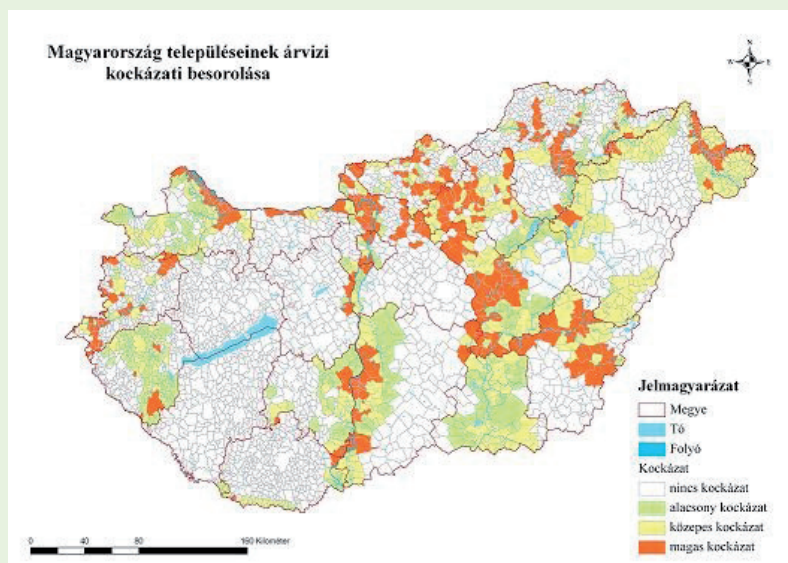 Magyarország településeinek árvizi
kockázati besorolása
N
W E
S
Jelmagyarázat
Megye
Tó
Folyó
Kockázat
nincs kockázat
alacsony kockázat
közepes kockázat
magas kockázat
0 40 80 160 Kilométer